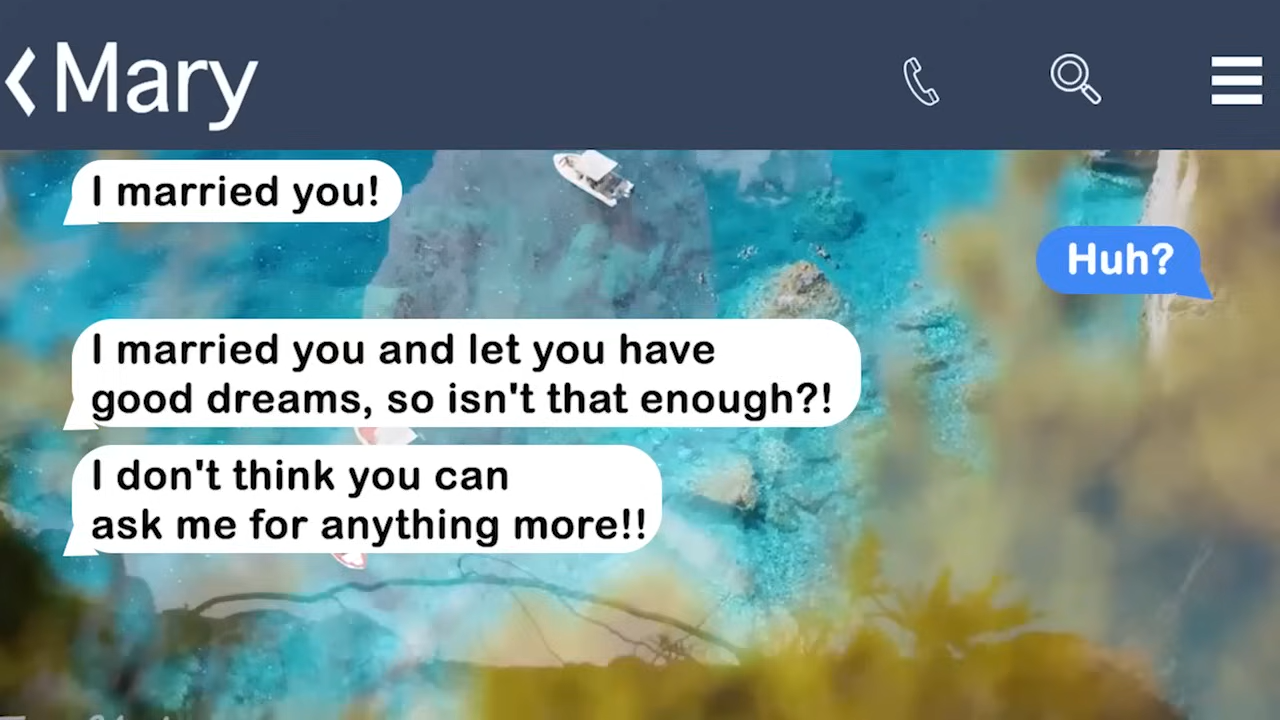 Mary
I married you!
Huh?
I married you and let you have
good dreams, so isn't that enough?!
I don't think you can
ask me for anything more!!